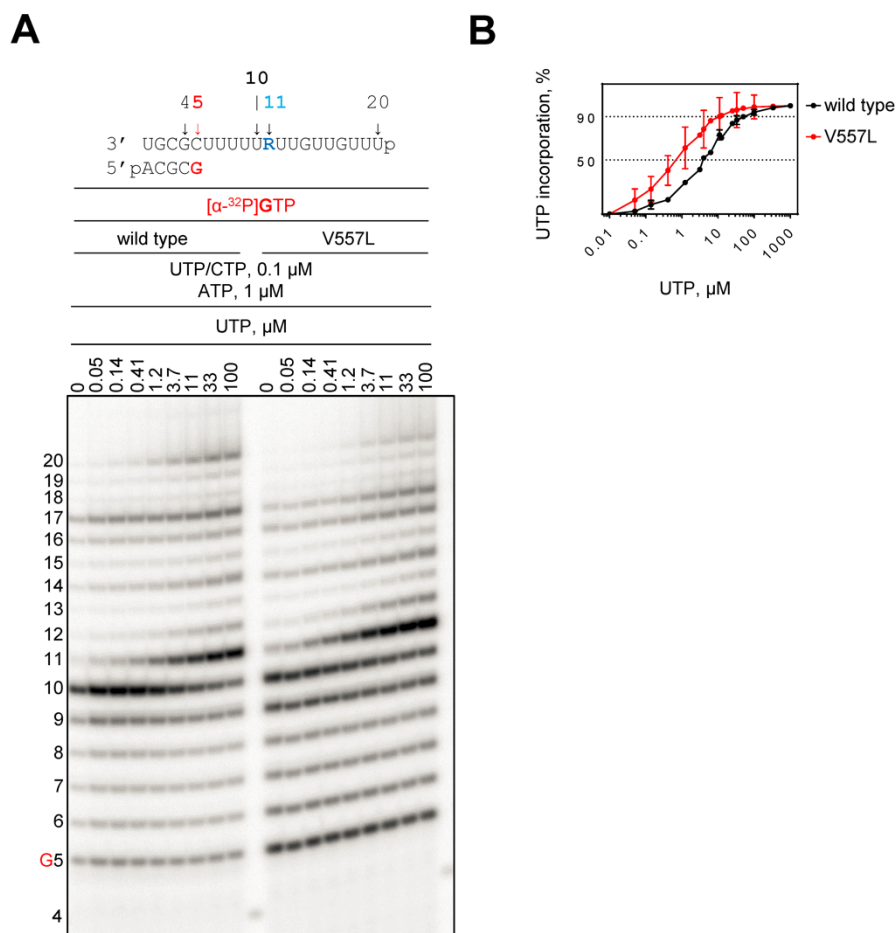 A
10
4 5 | 11 20
3' UGCGCUUUUURUUGUUGUUUp
5'pACGCG
[α-³²P]GTP
wild type V557L
UTP/CTP, 0.1 µM
ATP, 1 µM
UTP, µM
0 0.05 0.14 0.41 1.2 3.7 11 33 100 0 0.05 0.14 0.41 1.2 3.7 11 33 100
20
19
18
17
16
15
14
13
12
11
10
9
8
7
6
G5
4
B
UTP incorporation, %
90
50
0.01 0.1 1 10 100 1000
UTP, µM
wild type
V557L